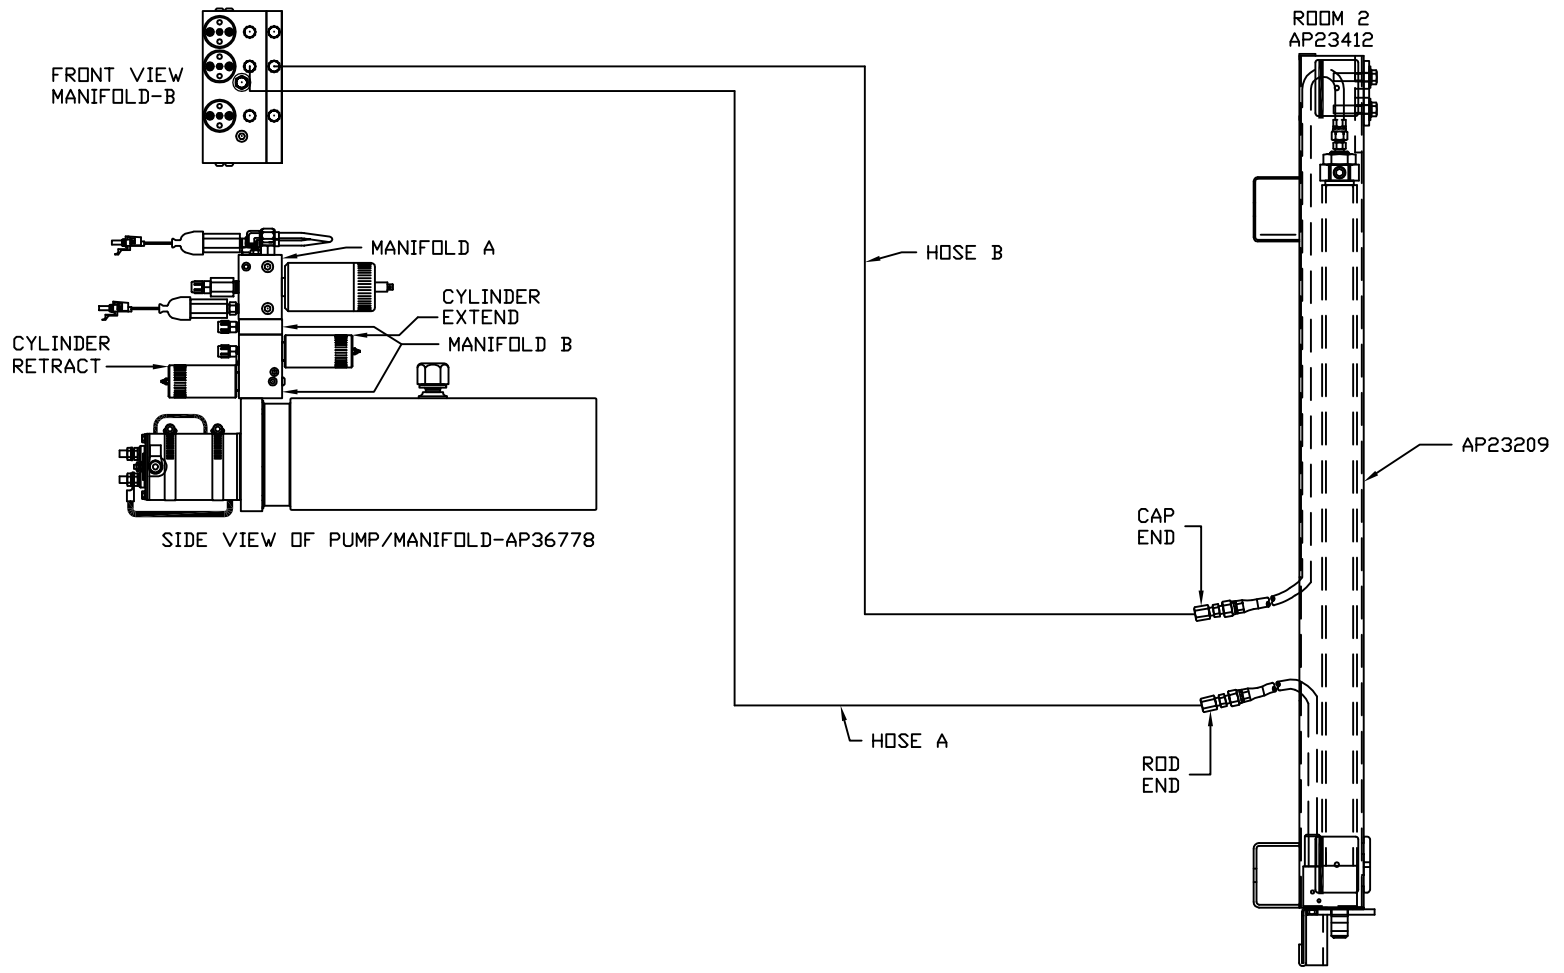 ROOM 2
AP23412
FRONT VIEW
MANIFOLD-B
MANIFOLD A
HOSE B
CYLINDER
EXTEND
CYLINDER
RETRACT
MANIFOLD B
AP23209
CAP
END
SIDE VIEW OF PUMP/MANIFOLD-AP36778
HOSE A
ROD
END